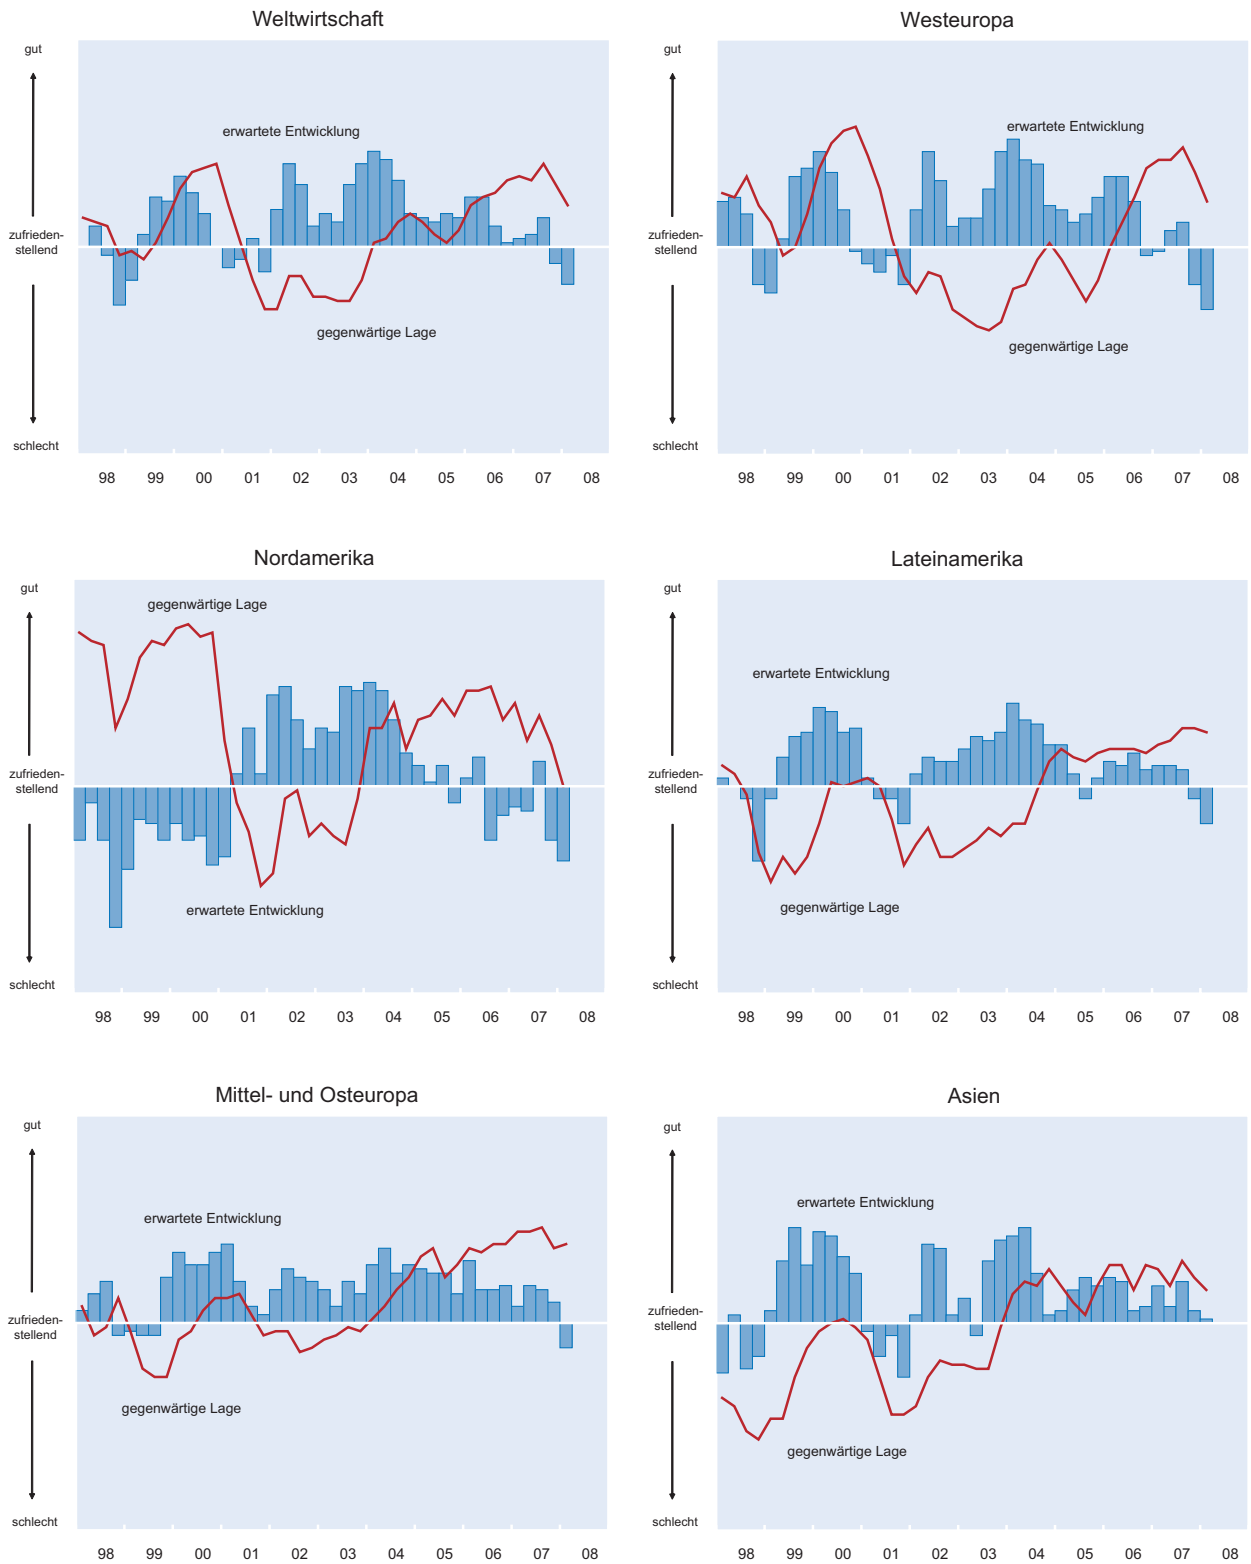 Weltwirtschaft
gut
erwartete Entwicklung
zufrieden-
stellend
gegenwärtige Lage
schlecht
98 99 00 01 02 03 04 05 06 07 08
Westeuropa
gut
erwartete Entwicklung
zufrieden-
stellend
gegenwärtige Lage
schlecht
98 99 00 01 02 03 04 05 06 07 08
Nordamerika
gut
gegenwärtige Lage
zufrieden-
stellend
erwartete Entwicklung
schlecht
98 99 00 01 02 03 04 05 06 07 08
Lateinamerika
gut
erwartete Entwicklung
zufrieden-
stellend
gegenwärtige Lage
schlecht
98 99 00 01 02 03 04 05 06 07 08
Mittel- und Osteuropa
gut
erwartete Entwicklung
zufrieden-
stellend
gegenwärtige Lage
schlecht
98 99 00 01 02 03 04 05 06 07 08
Asien
gut
erwartete Entwicklung
zufrieden-
stellend
gegenwärtige Lage
schlecht
98 99 00 01 02 03 04 05 06 07 08